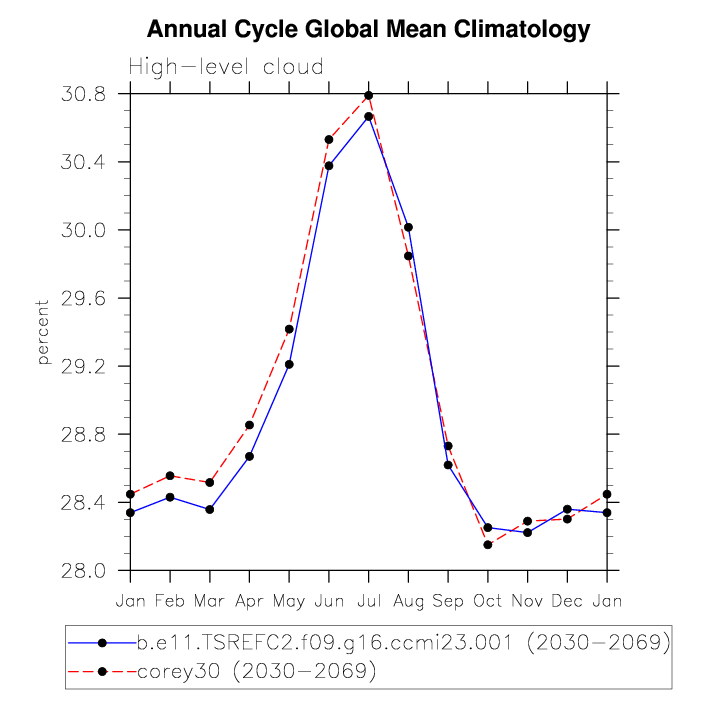 Annual Cycle Global Mean Climatology
High-level cloud
30.8
30.4
30.0
29.6
29.2
28.8
28.4
28.0
percent
Jan Feb Mar Apr May Jun Jul Aug Sep Oct Nov Dec Jan
b.e11.TSREFC2.f09.g16.ccmi23.001 (2030-2069)
corey30 (2030-2069)